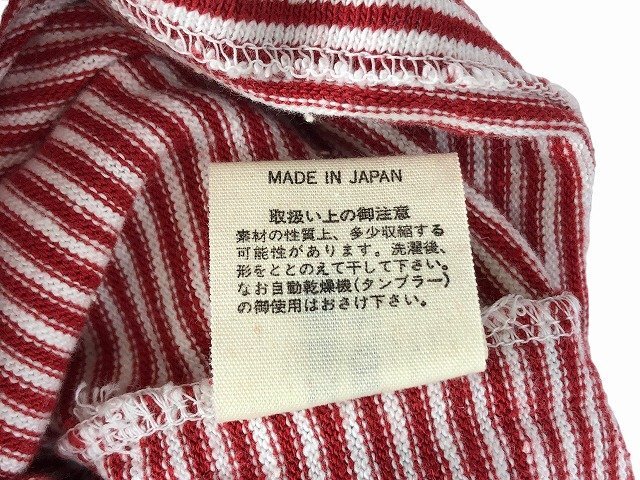 MADE IN JAPAN
取扱い上の御注意
素材の性質上、多少収縮する
可能性があります。洗濯後、
形をととのえて干して下さい。
なお自動乾燥機(タンブラー)
の御使用はおさけ下さい。